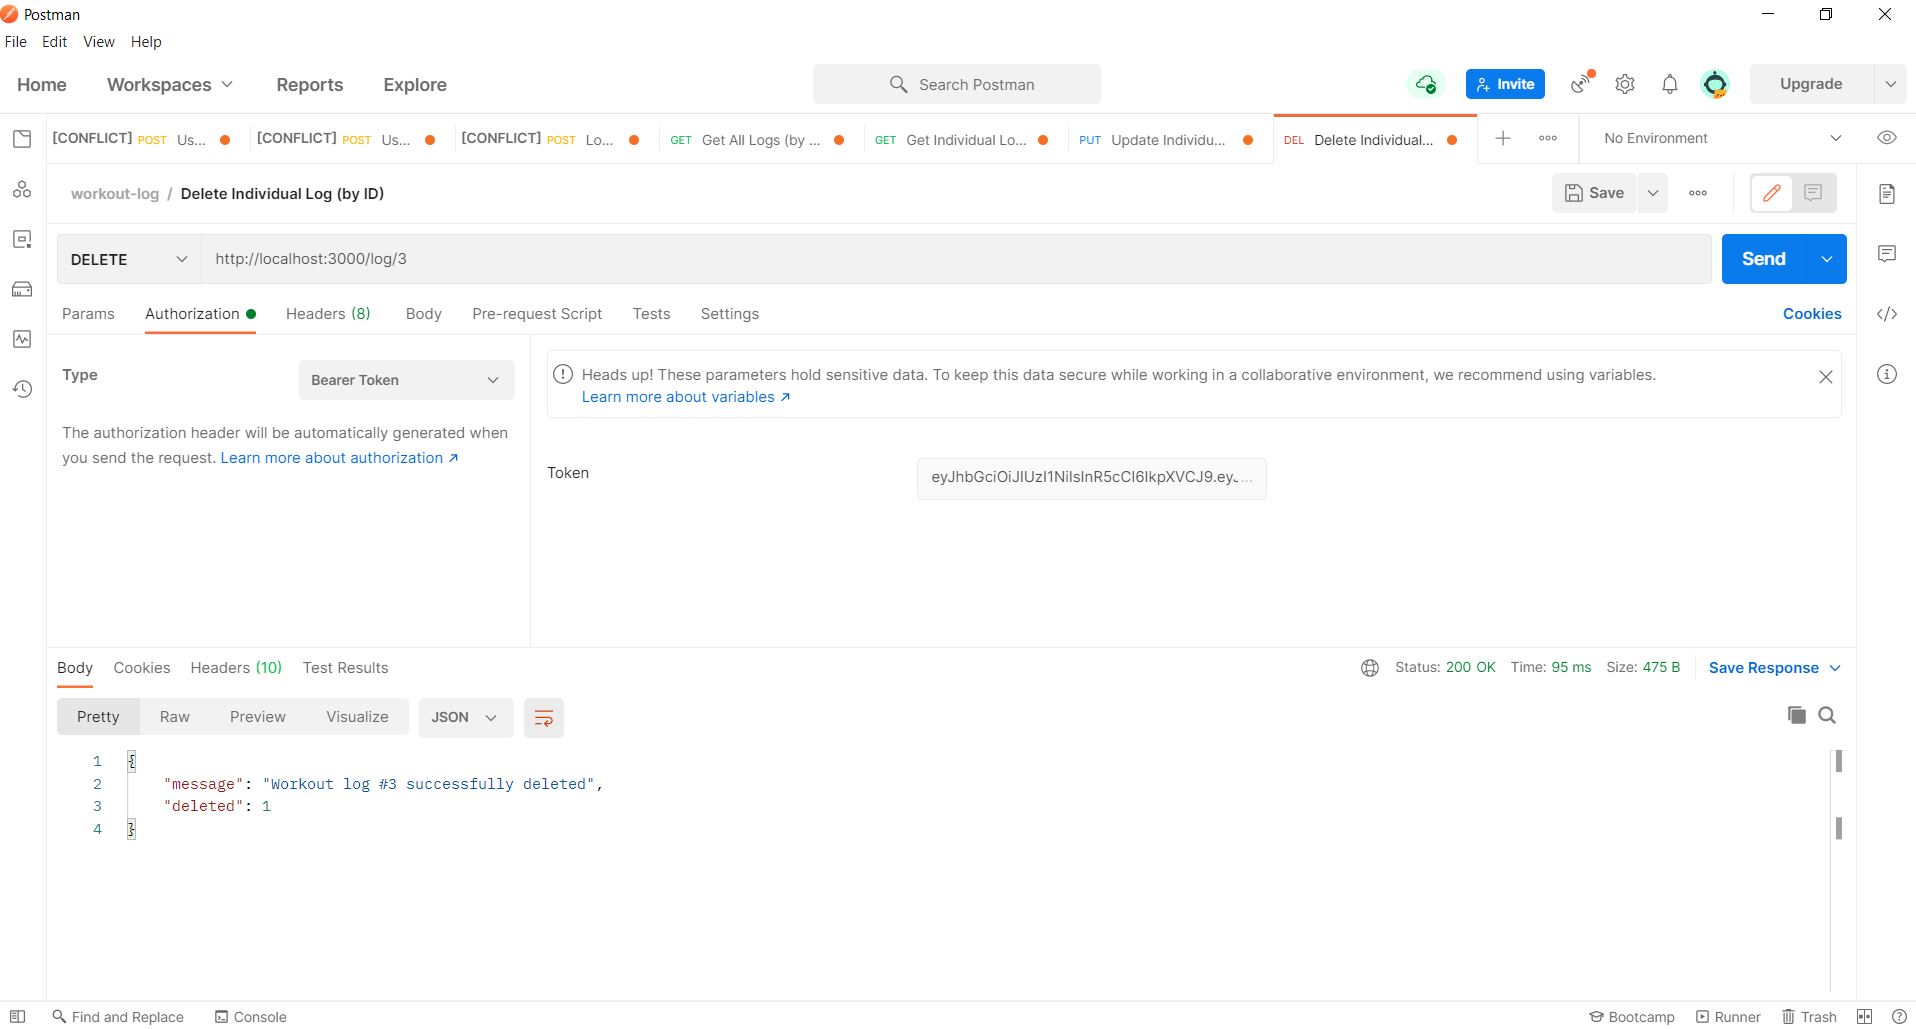 Postman
File Edit View Help
Home Workspaces Reports Explore Search Postman Invite Upgrade
[CONFLICT] POST Us... [CONFLICT] POST Us... [CONFLICT] POST Lo... GET Get All Logs (by ... GET Get Individual Lo... PUT Update Individu... DEL Delete Individual... No Environment
workout-log / Delete Individual Log (by ID) Save
DELETE http://localhost:3000/log/3 Send
Params Authorization Headers (8) Body Pre-request Script Tests Settings Cookies
Type Bearer Token
The authorization header will be automatically generated when
you send the request. Learn more about authorization
Heads up! These parameters hold sensitive data. To keep this data secure while working in a collaborative environment, we recommend using variables.
Learn more about variables
Token eyJhbGciOiJIUzI1NiIsInR5cCI6IkpXVCJ9.eyJ...
Body Cookies Headers (10) Test Results Status: 200 OK Time: 95 ms Size: 475 B Save Response
Pretty Raw Preview Visualize JSON
1 {
2 "message": "Workout log #3 successfully deleted",
3 "deleted": 1
4 }
Find and Replace Console Bootcamp Runner Trash